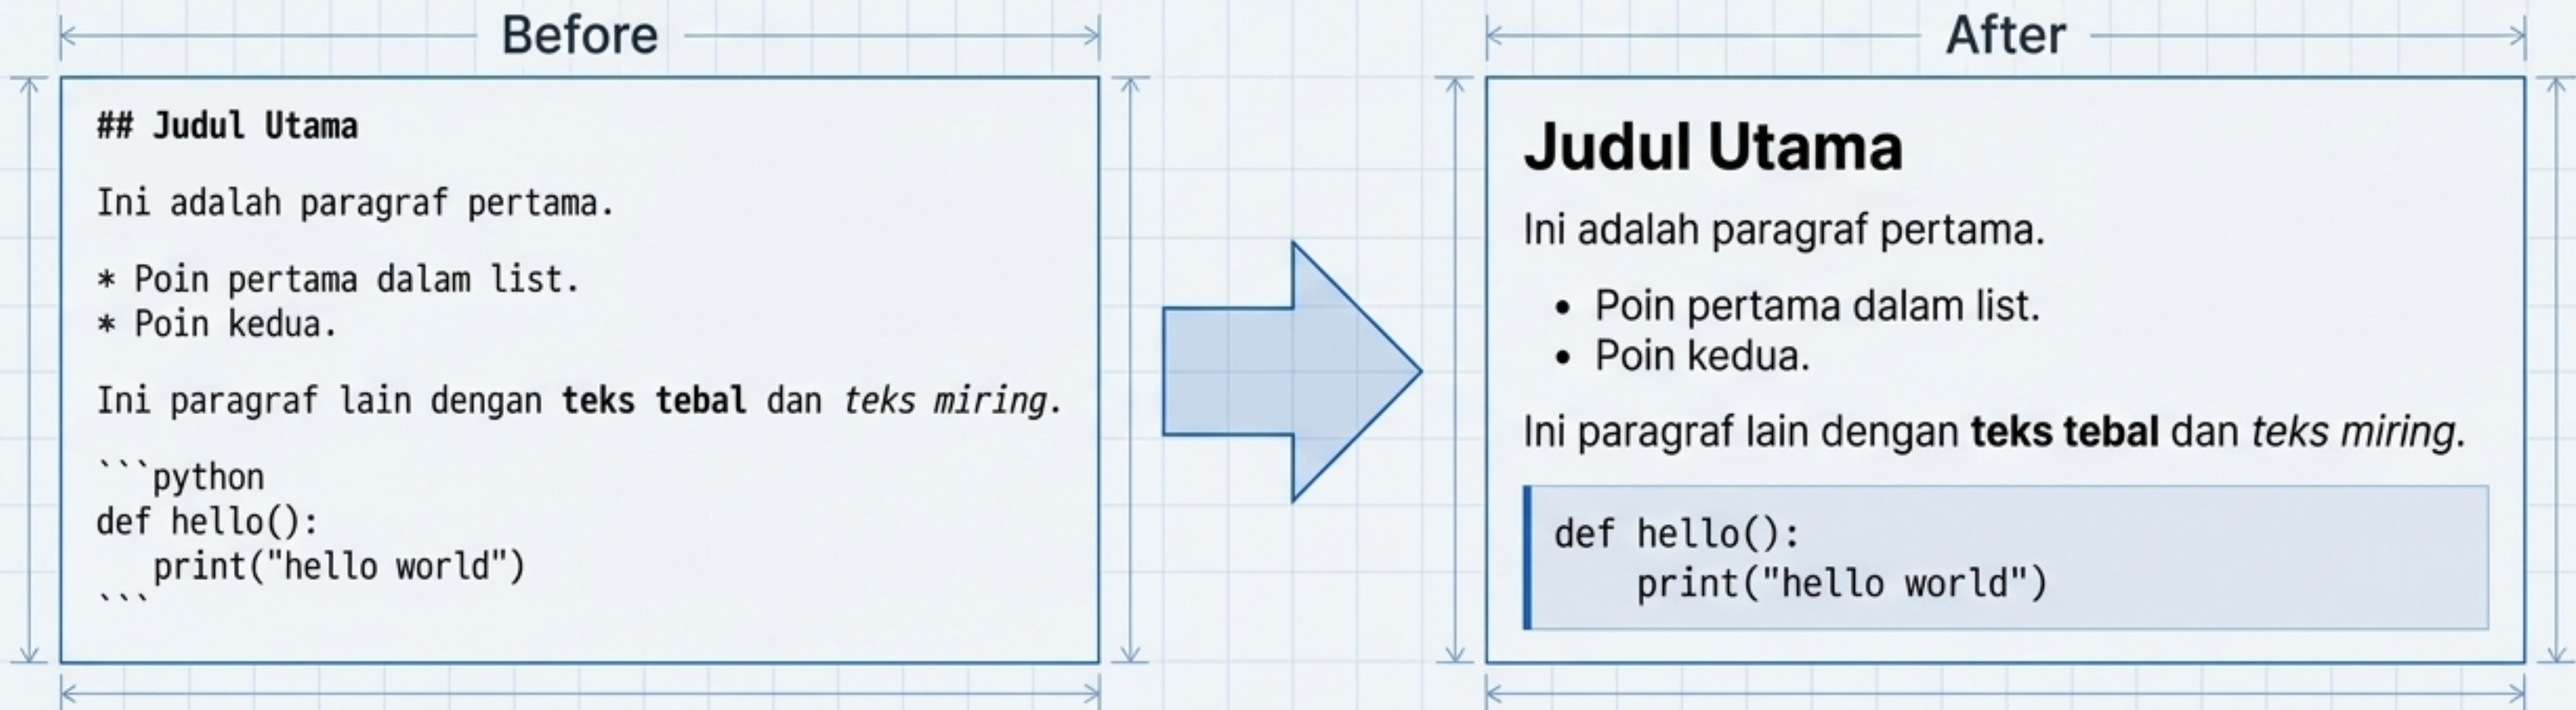 Before
## Judul Utama
Ini adalah paragraf pertama.
* Poin pertama dalam list.
* Poin kedua.
Ini paragraf lain dengan teks tebal dan teks miring.
```python
def hello():
   print("hello world")
```
After
Judul Utama
Ini adalah paragraf pertama.
• Poin pertama dalam list.
• Poin kedua.
Ini paragraf lain dengan teks tebal dan teks miring.
def hello():
    print("hello world")